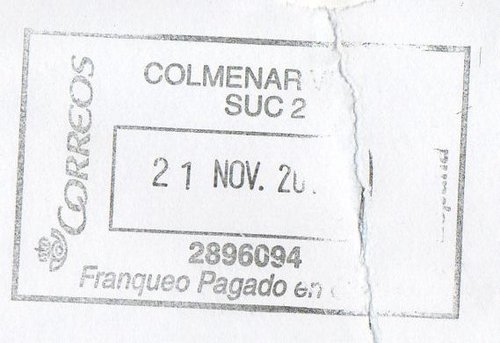 CORREOS
COLMENAR
SUC 2
21 NOV.
2896094
Franqueo Pagado en